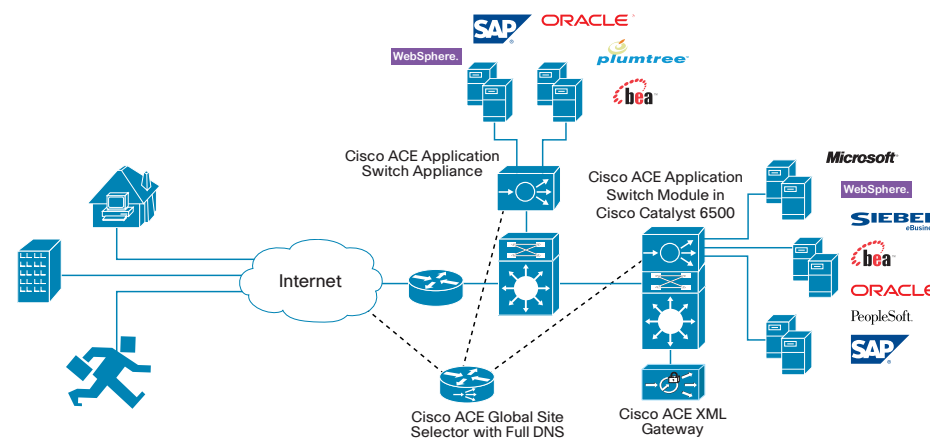 SAP
ORACLE
WebSphere.
plumtree
bea
Cisco ACE Application
Switch Appliance
Cisco ACE Application
Switch Module in
Cisco Catalyst 6500
Microsoft
WebSphere.
SIEBEL
eBusines
bea
ORACLE
PeopleSoft.
SAP
Internet
Cisco ACE Global Site
Selector with Full DNS
Cisco ACE XML
Gateway